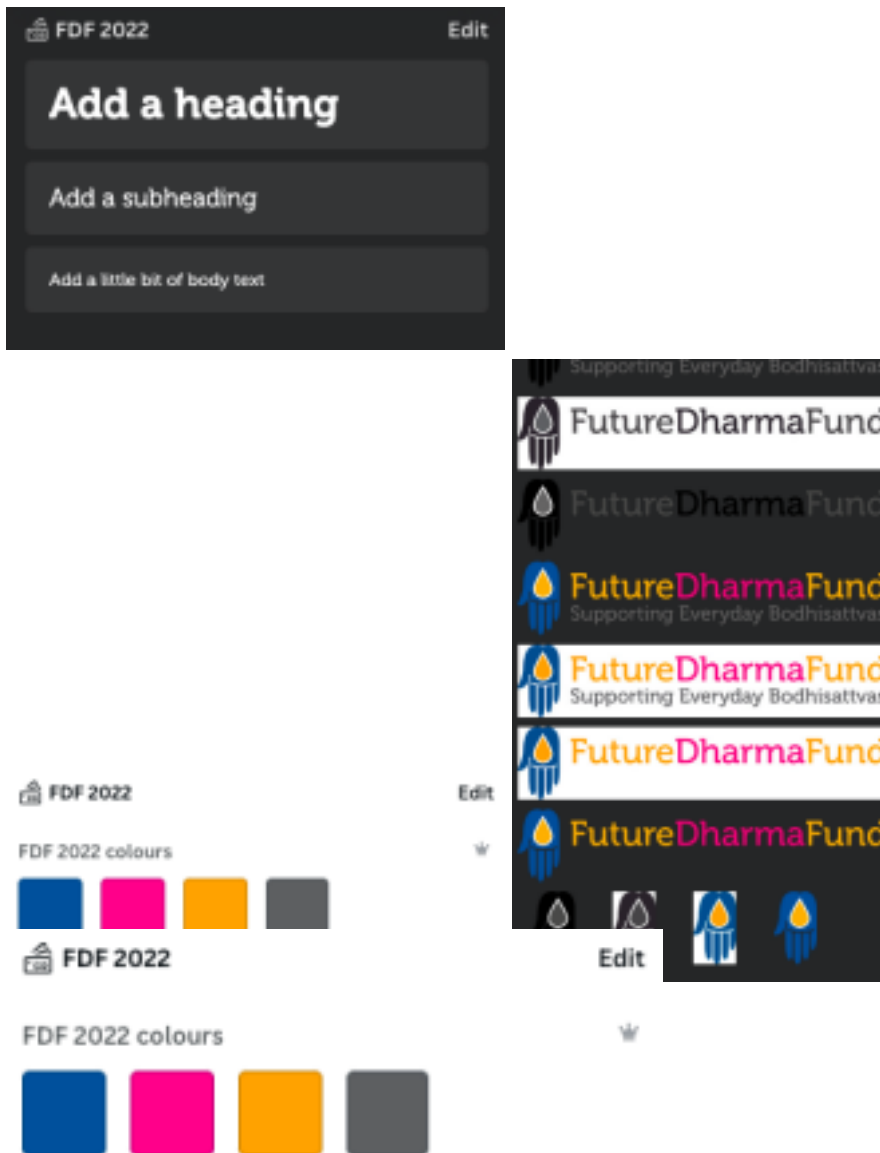 FDF 2022 Edit
Add a heading
Add a subheading
Add a little bit of body text
Supporting Everyday Bodhisattvas
FutureDharmaFund
FutureDharmaFund
FutureDharmaFund
Supporting Everyday Bodhisattvas
FutureDharmaFund
Supporting Everyday Bodhisattvas
FutureDharmaFund
FutureDharmaFund
FDF 2022 Edit
FDF 2022 colours
FDF 2022 Edit
FDF 2022 colours